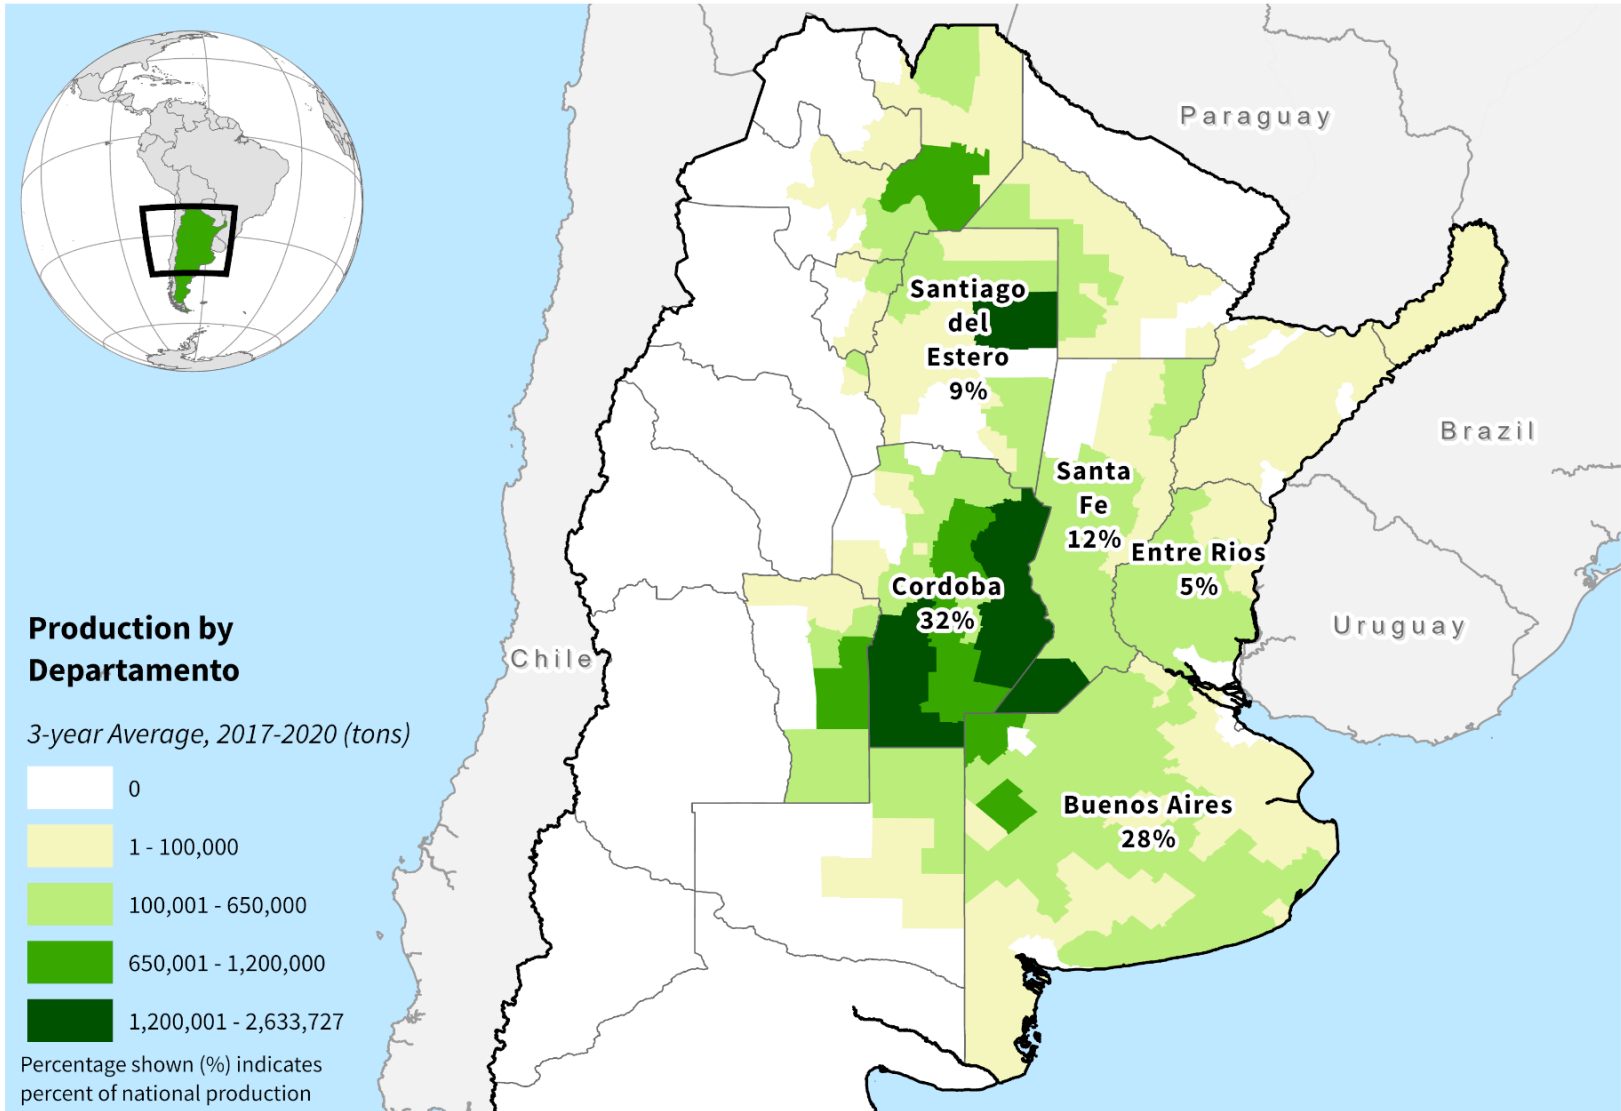 Paraguay
Santiago
del
Estero
9%
Brazil
Santa
Fe
12%
Entre Rios
5%
Cordoba
32%
Uruguay
Chile
Buenos Aires
28%
Production by
Departamento
3-year Average, 2017-2020 (tons)
0
1 - 100,000
100,001 - 650,000
650,001 - 1,200,000
1,200,001 - 2,633,727
Percentage shown (%) indicates
percent of national production